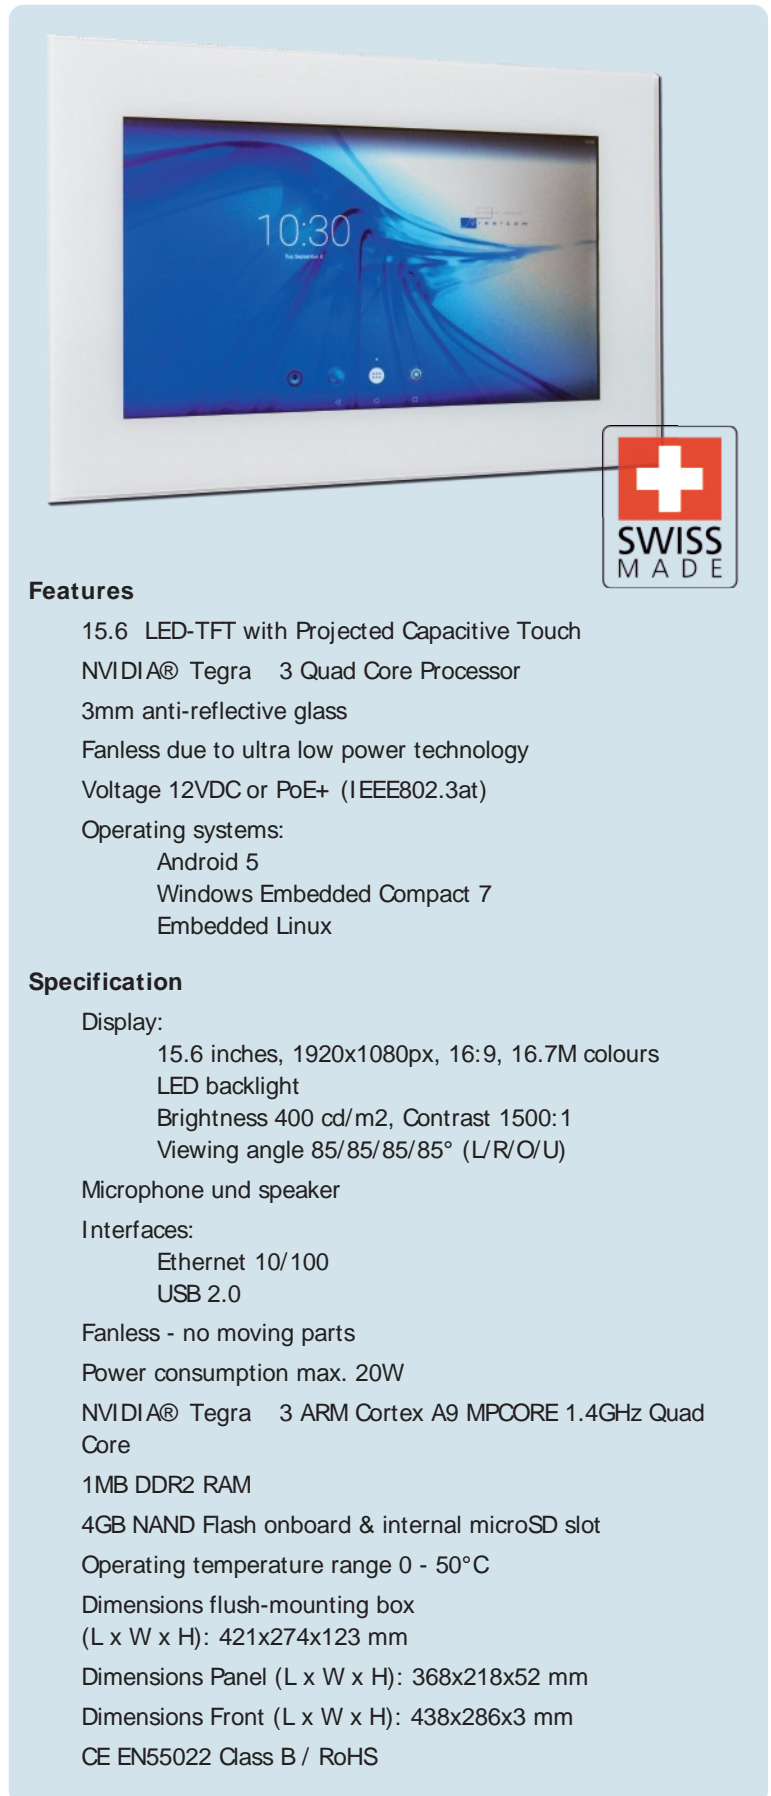 10:30
Tue, September 8
SWISS
MADE
Features
15.6 LED-TFT with Projected Capacitive Touch
NVIDIA® Tegra 3 Quad Core Processor
3mm anti-reflective glass
Fanless due to ultra low power technology
Voltage 12VDC or PoE+ (IEEE802.3at)
Operating systems:
Android 5
Windows Embedded Compact 7
Embedded Linux
Specification
Display:
15.6 inches, 1920x1080px, 16:9, 16.7M colours
LED backlight
Brightness 400 cd/m2, Contrast 1500:1
Viewing angle 85/85/85/85° (L/R/O/U)
Microphone und speaker
Interfaces:
Ethernet 10/100
USB 2.0
Fanless - no moving parts
Power consumption max. 20W
NVIDIA® Tegra 3 ARM Cortex A9 MPCORE 1.4GHz Quad
Core
1MB DDR2 RAM
4GB NAND Flash onboard & internal microSD slot
Operating temperature range 0 - 50°C
Dimensions flush-mounting box
(L x W x H): 421x274x123 mm
Dimensions Panel (L x W x H): 368x218x52 mm
Dimensions Front (L x W x H): 438x286x3 mm
CE EN55022 Class B / RoHS